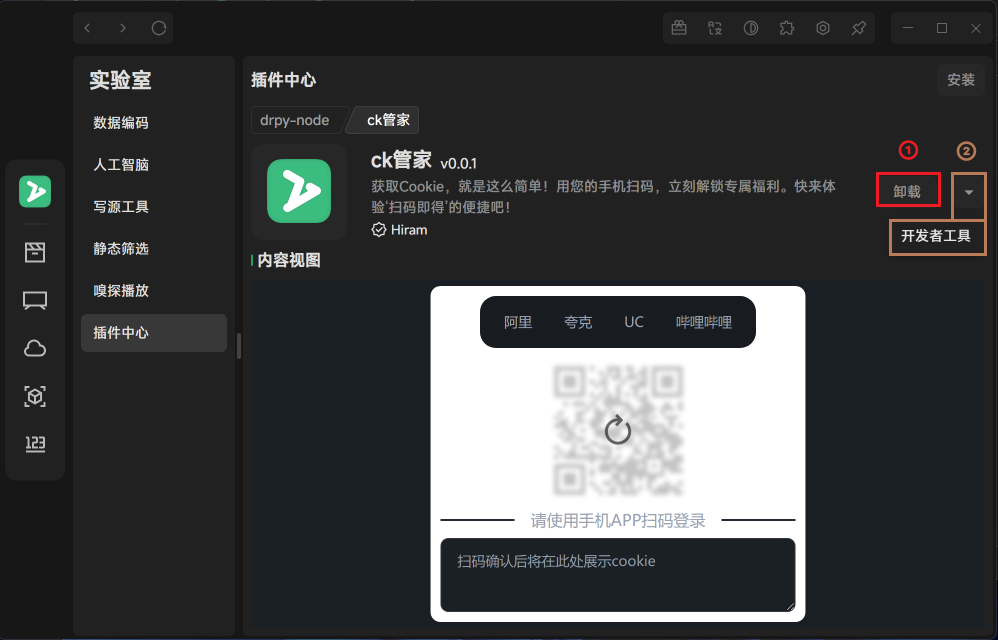 实验室
数据编码
人工智脑
写源工具
静态筛选
嗅探播放
插件中心
123
插件中心
安装
drpy-node
ck管家
ck管家 v0.0.1
获取Cookie，就是这么简单！用您的手机扫码，立刻解锁专属福利。快来体
验‘扫码即得’的便捷吧！
Hiram
1
2
卸载
开发者工具
内容视图
阿里
夸克
UC
哔哩哔哩
请使用手机APP扫码登录
扫码确认后将在此处展示cookie